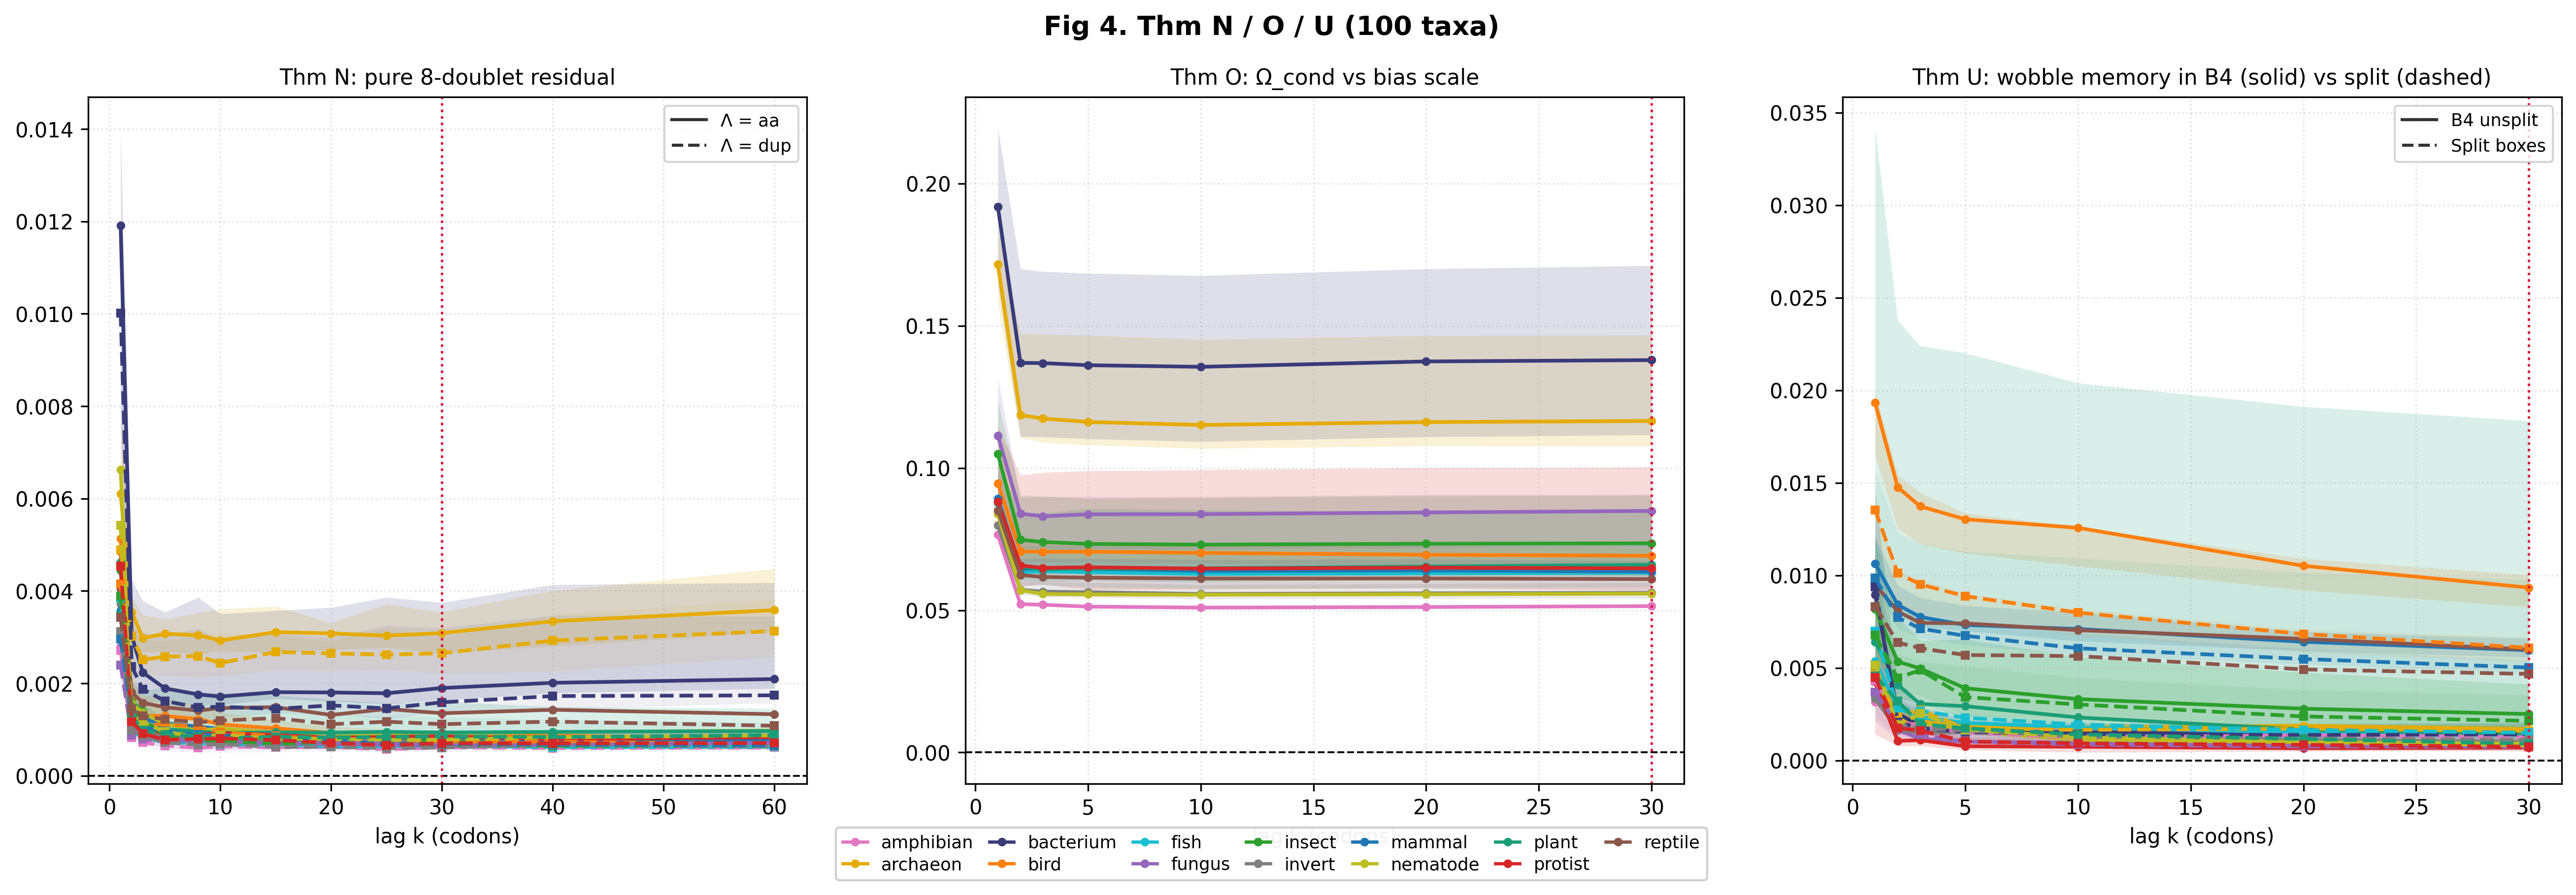 Fig 4. Thm N / O / U (100 taxa)
Thm N: pure 8-doublet residual
Λ = aa
Λ = dup
0.014
0.012
0.010
0.008
0.006
0.004
0.002
0.000
0 10 20 30 40 50 60
lag k (codons)
Thm O: Ω_cond vs bias scale
0.20
0.15
0.10
0.05
0.00
0 5 10 15 20 25 30
lag k (codons)
Thm U: wobble memory in B4 (solid) vs split (dashed)
B4 unsplit
Split boxes
0.035
0.030
0.025
0.020
0.015
0.010
0.005
0.000
0 5 10 15 20 25 30
lag k (codons)
amphibian bacterium fish insect mammal plant reptile
archaeon bird fungus invert nematode protist